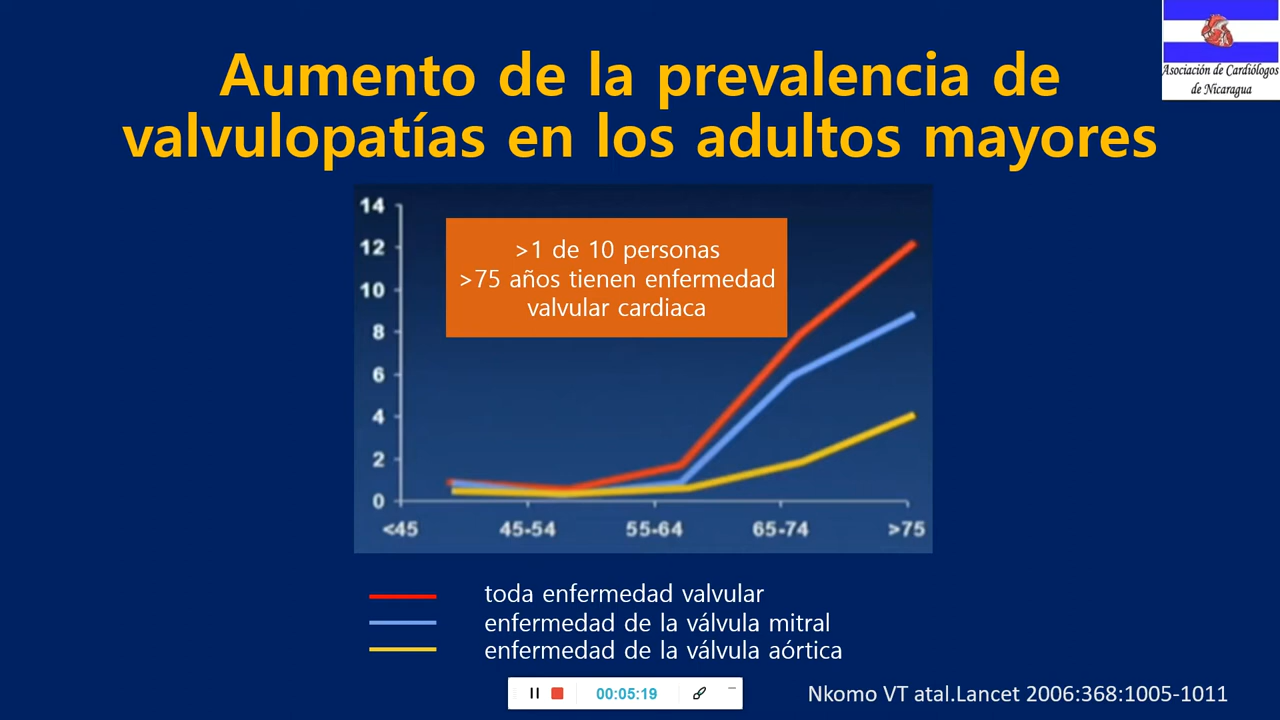 Asociación de Cardiólogos
de Nicaragua
Aumento de la prevalencia de
valvulopatías en los adultos mayores
>1 de 10 personas
>75 años tienen enfermedad
valvular cardiaca
14
12
10
8
6
4
2
0
<45 45-54 55-64 65-74 >75
toda enfermedad valvular
enfermedad de la válvula mitral
enfermedad de la válvula aórtica
00:05:19
Nkomo VT atal.Lancet 2006:368:1005-1011